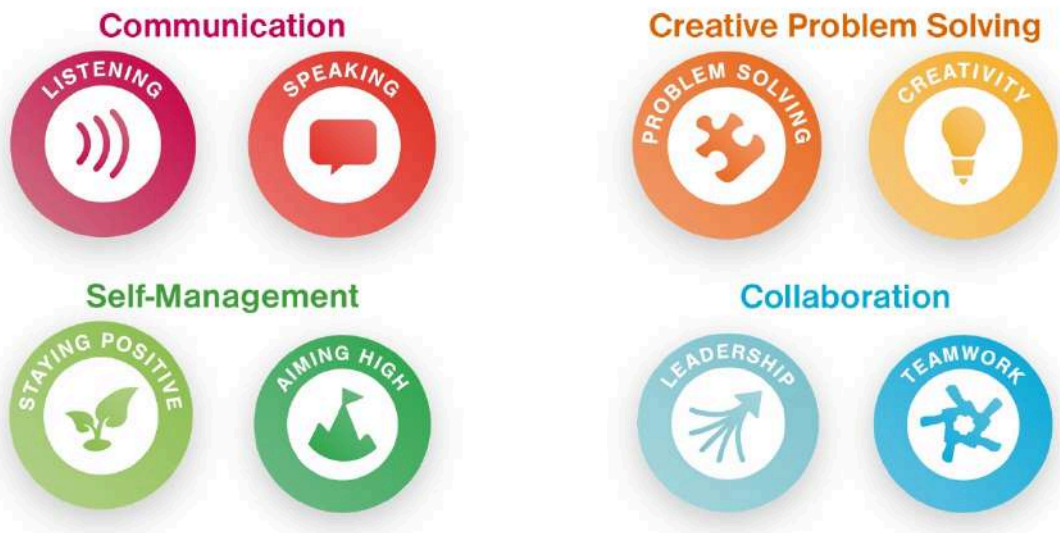 Communication
LISTENING
SPEAKING
Creative Problem Solving
PROBLEM SOLVING
CREATIVITY
Self-Management
STAYING POSITIVE
AIMING HIGH
Collaboration
LEADERSHIP
TEAMWORK